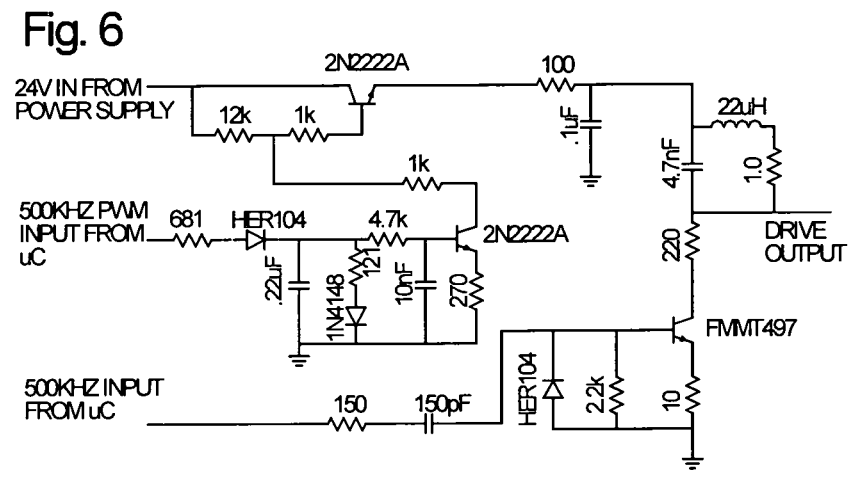 Fig. 6
2N2222A
24V IN FROM
POWER SUPPLY
100
12k
1k
.1uF
22uH
4.7nF
1.0
1k
500KHZ PWM
INPUT FROM
uC
681
HER104
4.7k
2N2222A
DRIVE
OUTPUT
.22uF
121
1N4148
10nF
270
220
FMMT497
500KHZ INPUT
FROM uC
150
150pF
HER104
2.2k
10